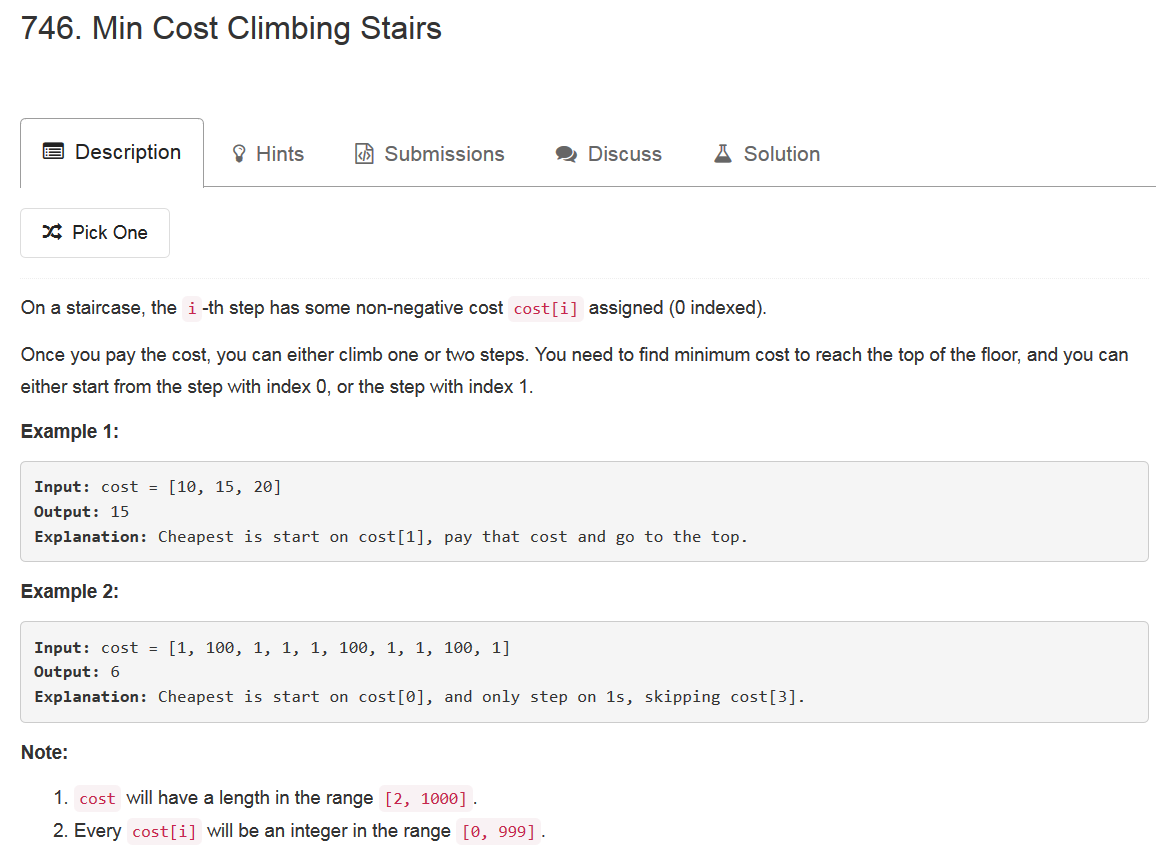 746. Min Cost Climbing Stairs
Description
Hints
Submissions
Discuss
Solution
Pick One
On a staircase, the i -th step has some non-negative cost cost[i] assigned (0 indexed).
Once you pay the cost, you can either climb one or two steps. You need to find minimum cost to reach the top of the floor, and you can
either start from the step with index 0, or the step with index 1.
Example 1:
Input: cost = [10, 15, 20]
Output: 15
Explanation: Cheapest is start on cost[1], pay that cost and go to the top.
Example 2:
Input: cost = [1, 100, 1, 1, 1, 100, 1, 1, 100, 1]
Output: 6
Explanation: Cheapest is start on cost[0], and only step on 1s, skipping cost[3].
Note:
1. cost will have a length in the range [2, 1000] .
2. Every cost[i] will be an integer in the range [0, 999] .